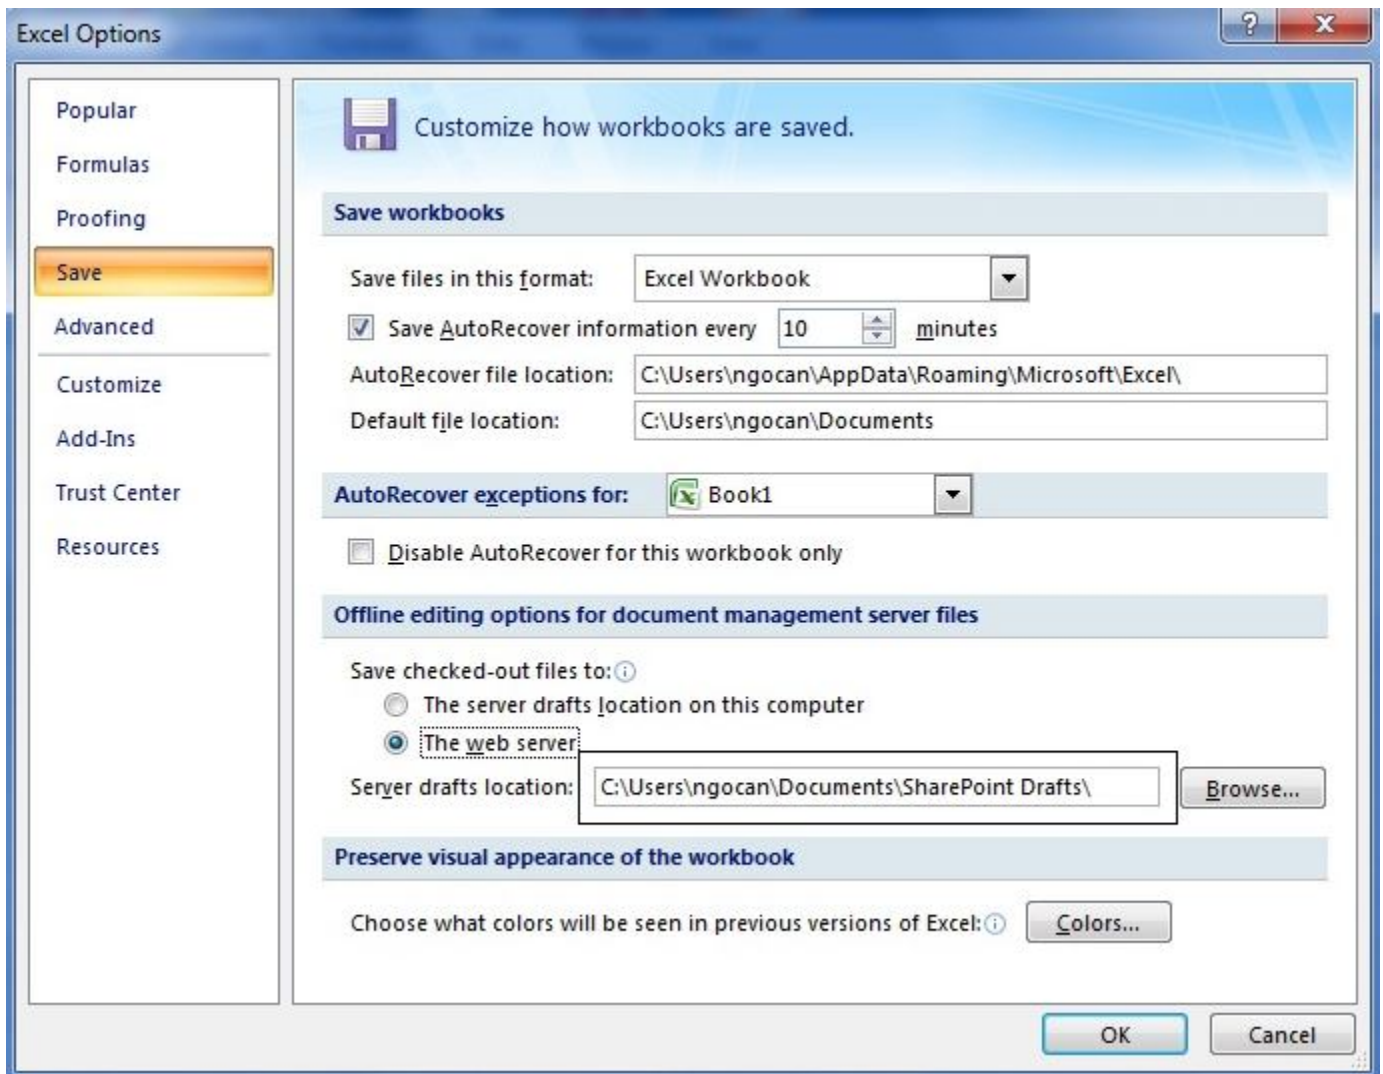 Excel Options
?
X
Popular
Formulas
Proofing
Save
Advanced
Customize
Add-Ins
Trust Center
Resources
Customize how workbooks are saved.
Save workbooks
Save files in this format: Excel Workbook
Save AutoRecover information every 10 minutes
AutoRecover file location: C:\Users\ngocan\AppData\Roaming\Microsoft\Excel\
Default file location: C:\Users\ngocan\Documents
AutoRecover exceptions for: Book1
Disable AutoRecover for this workbook only
Offline editing options for document management server files
Save checked-out files to:
The server drafts location on this computer
The web server
Server drafts location: C:\Users\ngocan\Documents\SharePoint Drafts\ Browse...
Preserve visual appearance of the workbook
Choose what colors will be seen in previous versions of Excel: Colors...
OK Cancel